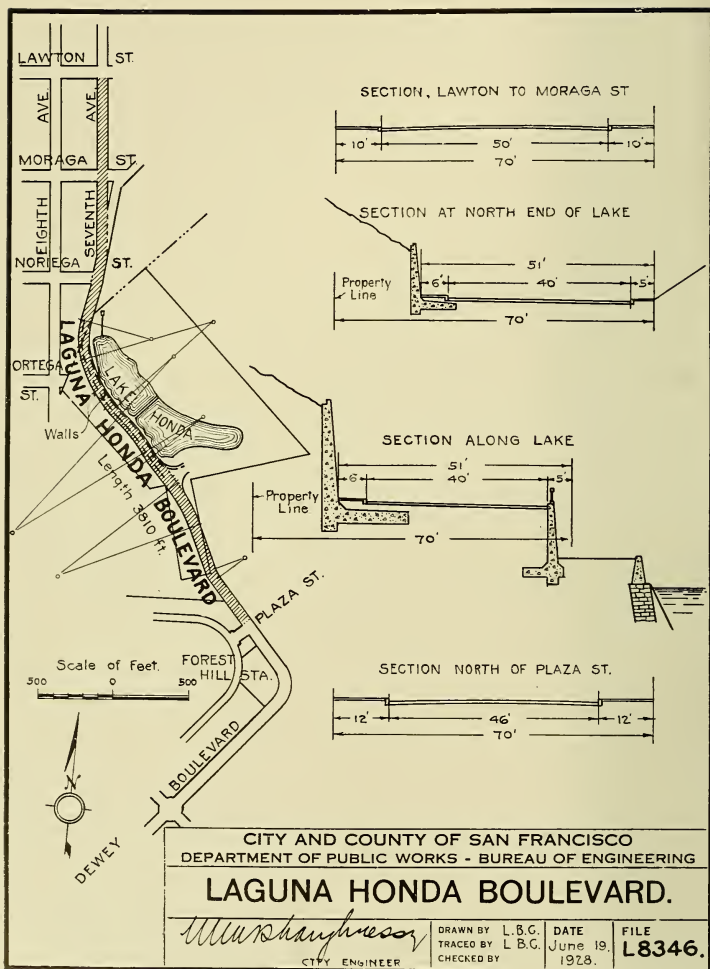 LAWTON ST.
AVE. AVE.
MORAGA ST.
EIGHTH SEVENTH
NORIEGA ST.
ORTEGA
ST.
LAKE HONDA
Walls
LAGUNA HONDA BOULEVARD
Length 3810 ft.
PLAZA ST.
FOREST
HILL STA.
Scale of Feet.
500 0 500
N
BOULEVARD
DEWEY
SECTION, LAWTON TO MORAGA ST
10' 50' 10'
70'
SECTION AT NORTH END OF LAKE
51'
Property
Line
6' 40' 5'
70'
SECTION ALONG LAKE
51'
6' 40' 5'
Property
Line
70'
SECTION NORTH OF PLAZA ST.
12' 46' 12'
70'
CITY AND COUNTY OF SAN FRANCISCO
DEPARTMENT OF PUBLIC WORKS - BUREAU OF ENGINEERING
LAGUNA HONDA BOULEVARD.
CITY ENGINEER
DRAWN BY L.B.G.
TRACED BY L B.G.
CHECKED BY
DATE
June 19,
1928.
FILE
L8346.